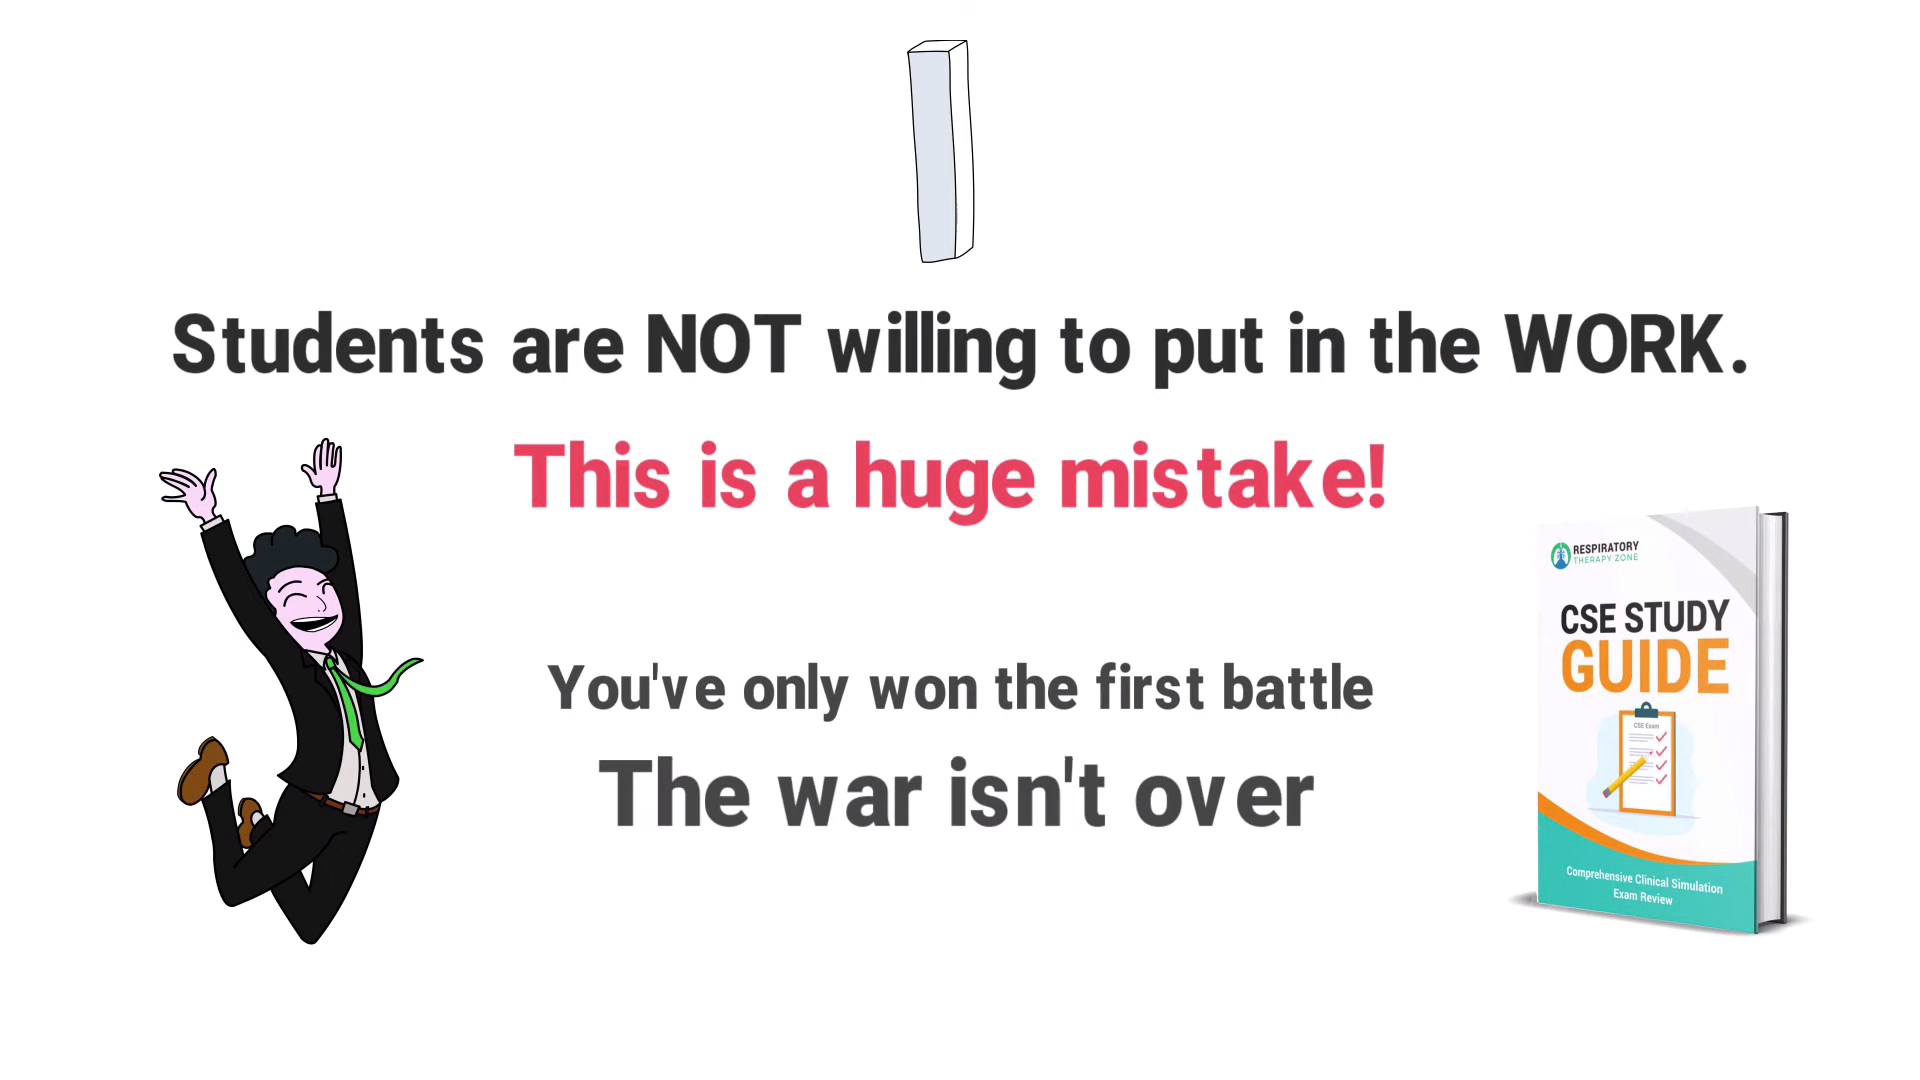 Students are NOT willing to put in the WORK.
This is a huge mistake!
You've only won the first battle
The war isn't over
RESPIRATORY
THERAPY ZONE
CSE STUDY
GUIDE
CSE Exam
Comprehensive Clinical Simulation
Exam Review